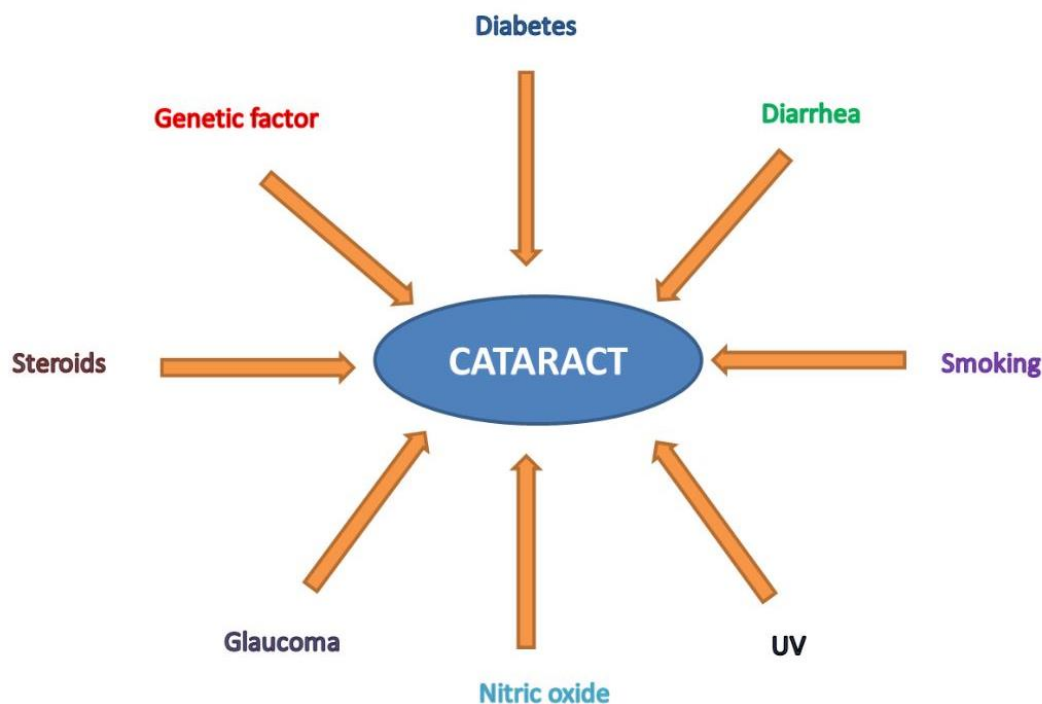 Diabetes
Genetic factor
Diarrhea
Steroids
CATARACT
Smoking
Glaucoma
UV
Nitric oxide